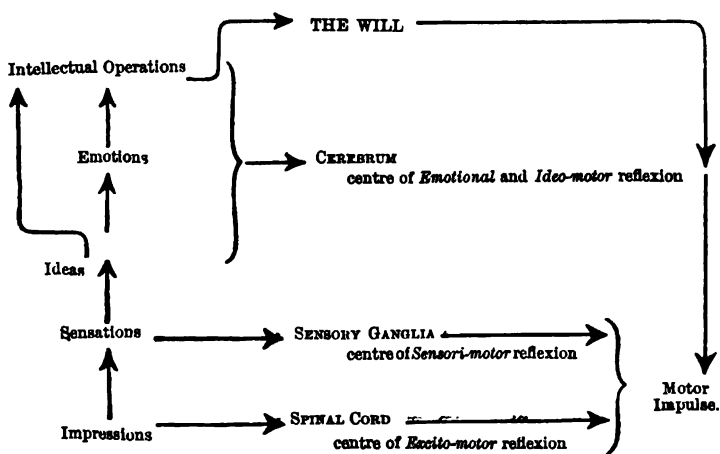 THE WILL
Intellectual Operations
Emotions
CEREBRUM
centre of Emotional and Ideo-motor reflexion
Ideas
Sensations
SENSORY GANGLIA
centre of Sensori-motor reflexion
Motor
Impulse.
Impressions
SPINAL CORD
centre of Excito-motor reflexion